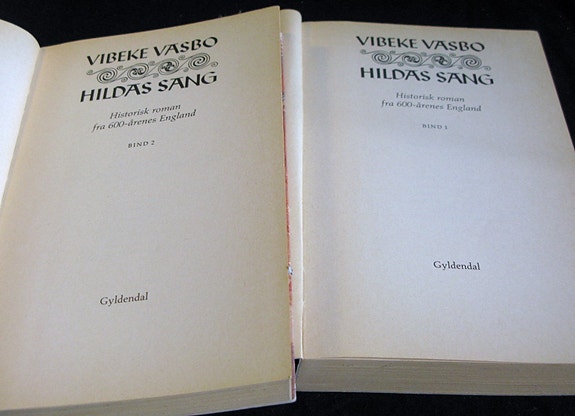 VIBEKE VASBO
HILDAS SANG
Historisk roman
fra 600-årenes England
BIND 2
Gyldendal
VIBEKE VASBO
HILDAS SANG
Historisk roman
fra 600-årenes England
BIND 1
Gyldendal